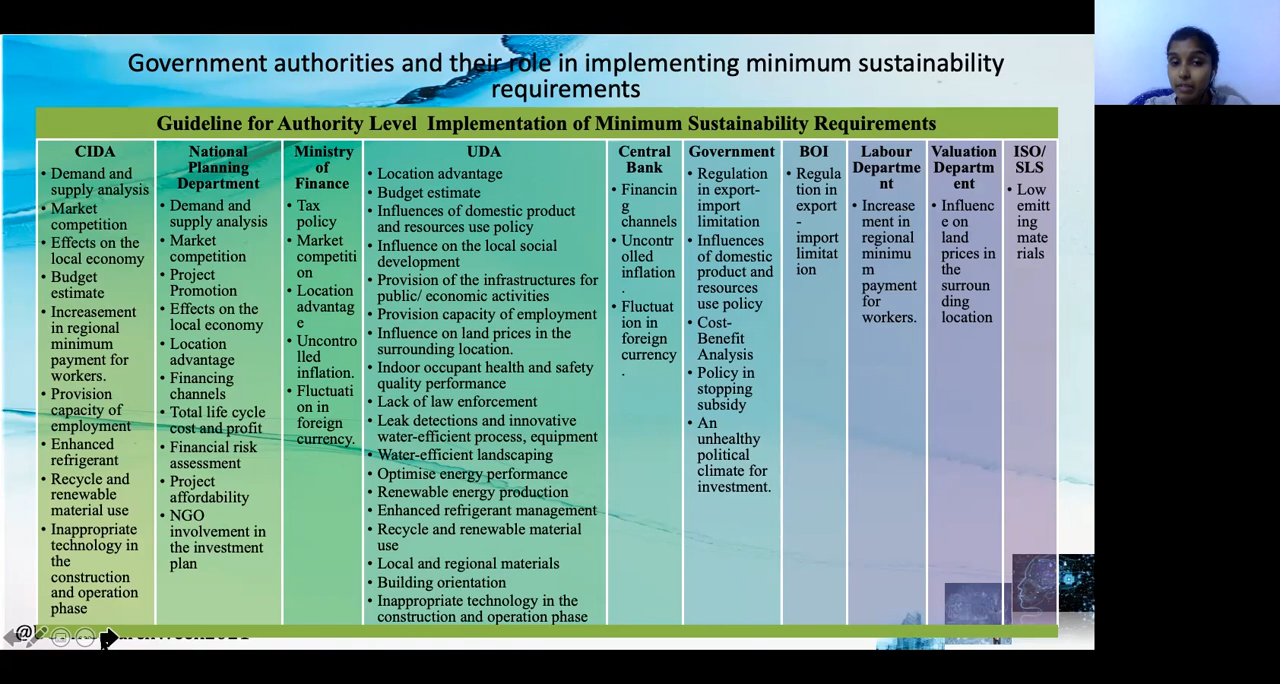 Government authorities and their role in implementing minimum sustainability
requirements
Guideline for Authority Level Implementation of Minimum Sustainability Requirements
CIDA
• Demand and
supply analysis
• Market
competition
• Effects on the
local economy
• Budget
estimate
• Increasement
in regional
minimum
payment for
workers.
• Provision
capacity of
employment
• Enhanced
refrigerant
• Recycle and
renewable
material use
• Inappropriate
technology in
the
construction
and operation
phase
National
Planning
Department
• Demand and
supply analysis
• Market
competition
• Project
Promotion
• Effects on the
local economy
• Location
advantage
• Financing
channels
• Total life cycle
cost and profit
• Financial risk
assessment
• Project
affordability
• NGO
involvement in
the investment
plan
Ministry
of
Finance
• Tax
policy
• Market
competiti
on
• Location
advantag
e
• Uncontro
lled
inflation.
• Fluctuati
on in
foreign
currency.
UDA
• Location advantage
• Budget estimate
• Influences of domestic product
and resources use policy
• Influence on the local social
development
• Provision of the infrastructures for
public/ economic activities
• Provision capacity of employment
• Influence on land prices in the
surrounding location.
• Indoor occupant health and safety
quality performance
• Lack of law enforcement
• Leak detections and innovative
water-efficient process, equipment
• Water-efficient landscaping
• Optimise energy performance
• Renewable energy production
• Enhanced refrigerant management
• Recycle and renewable material
use
• Local and regional materials
• Building orientation
• Inappropriate technology in the
construction and operation phase
Central
Bank
• Financin
g
channels
• Uncontr
olled
inflation
.
• Fluctuat
ion in
foreign
currency
.
Government
• Regulation
in export-
import
limitation
• Influences
of domestic
product and
resources
use policy
• Cost-
Benefit
Analysis
• Policy in
stopping
subsidy
• An
unhealthy
political
climate for
investment.
BOI
• Regula
tion in
export
-
import
limitat
ion
Labour
Departme
nt
• Increase
ment in
regional
minimu
m
payment
for
workers.
Valuation
Departm
ent
• Influenc
e on
land
prices in
the
surroun
ding
location
ISO/
SLS
• Low
emitt
ing
mate
rials